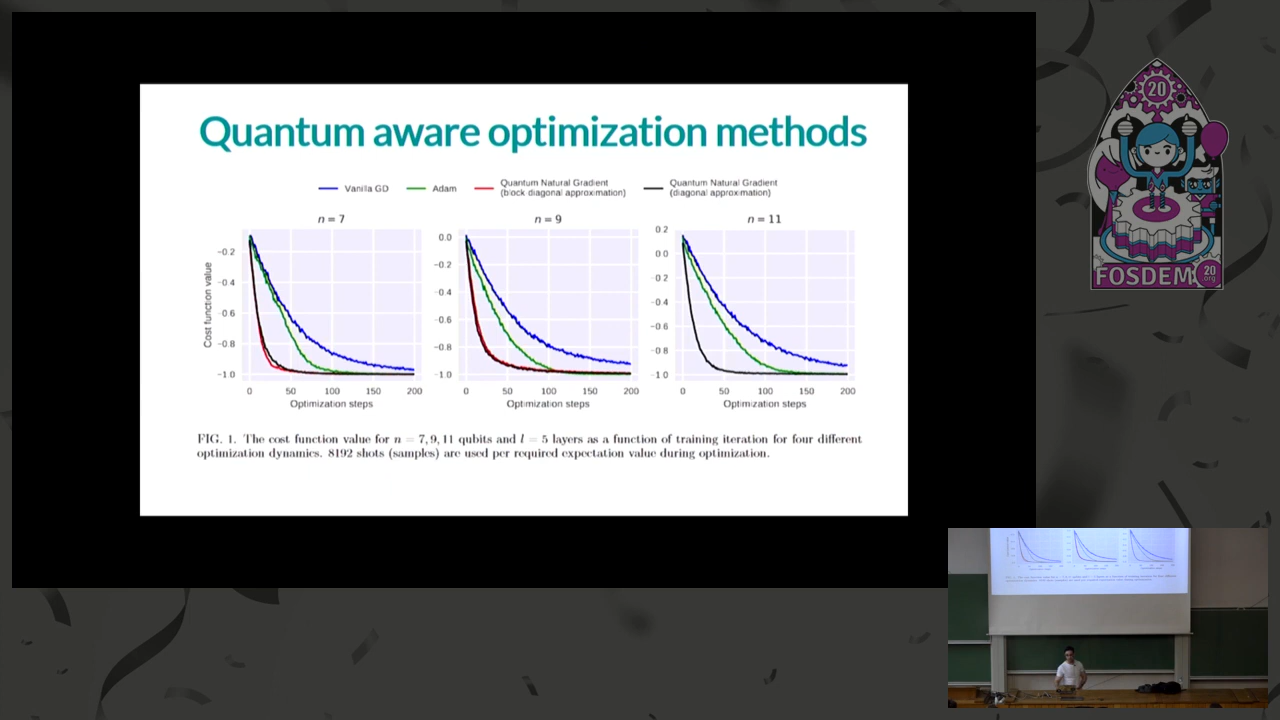 Quantum aware optimization methods
Vanilla GD
Adam
Quantum Natural Gradient
(block diagonal approximation)
Quantum Natural Gradient
(diagonal approximation)
n = 7
n = 9
n = 11
Cost function value
−0.2
−0.4
−0.6
−0.8
−1.0
0 50 100 150 200
Optimization steps
0.0
−0.2
−0.4
−0.6
−0.8
−1.0
0 50 100 150 200
Optimization steps
0.2
0.0
−0.2
−0.4
−0.6
−0.8
−1.0
0 50 100 150 200
Optimization steps
FIG. 1. The cost function value for n = 7, 9, 11 qubits and l = 5 layers as a function of training iteration for four different
optimization dynamics. 8192 shots (samples) are used per required expectation value during optimization.
20
FOSDEM
20
.org